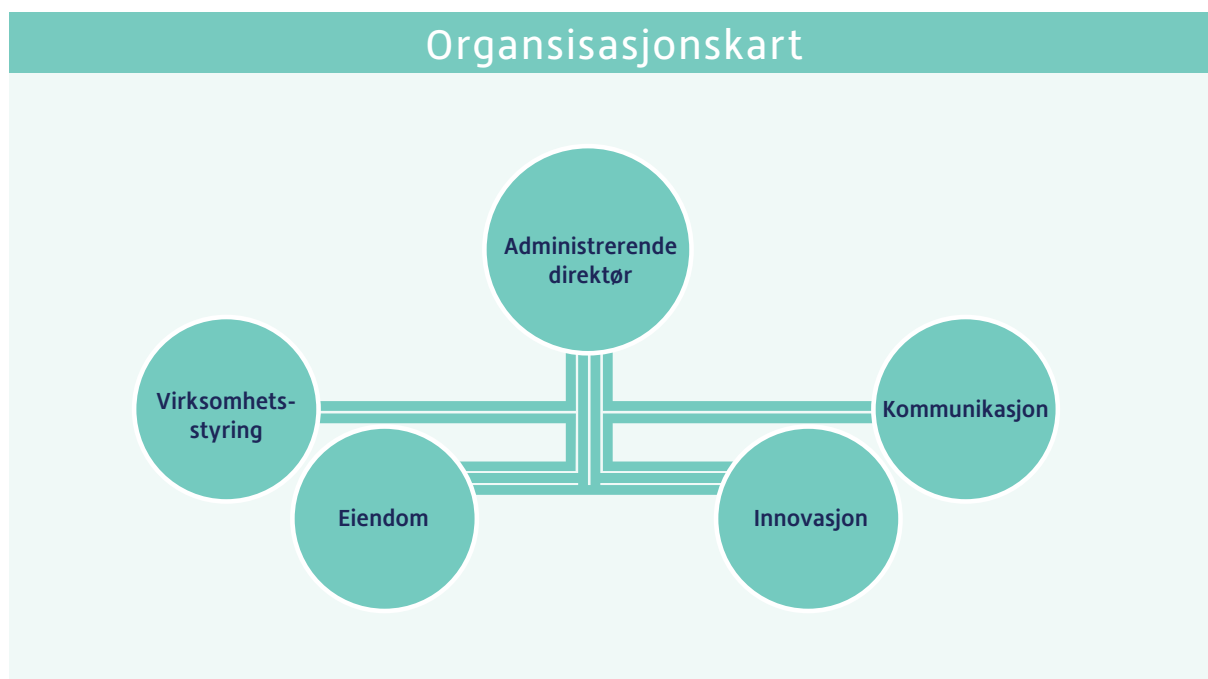 Organsisasjonskart
Administrerende
direktør
Virksomhets-
styring
Kommunikasjon
Eiendom
Innovasjon